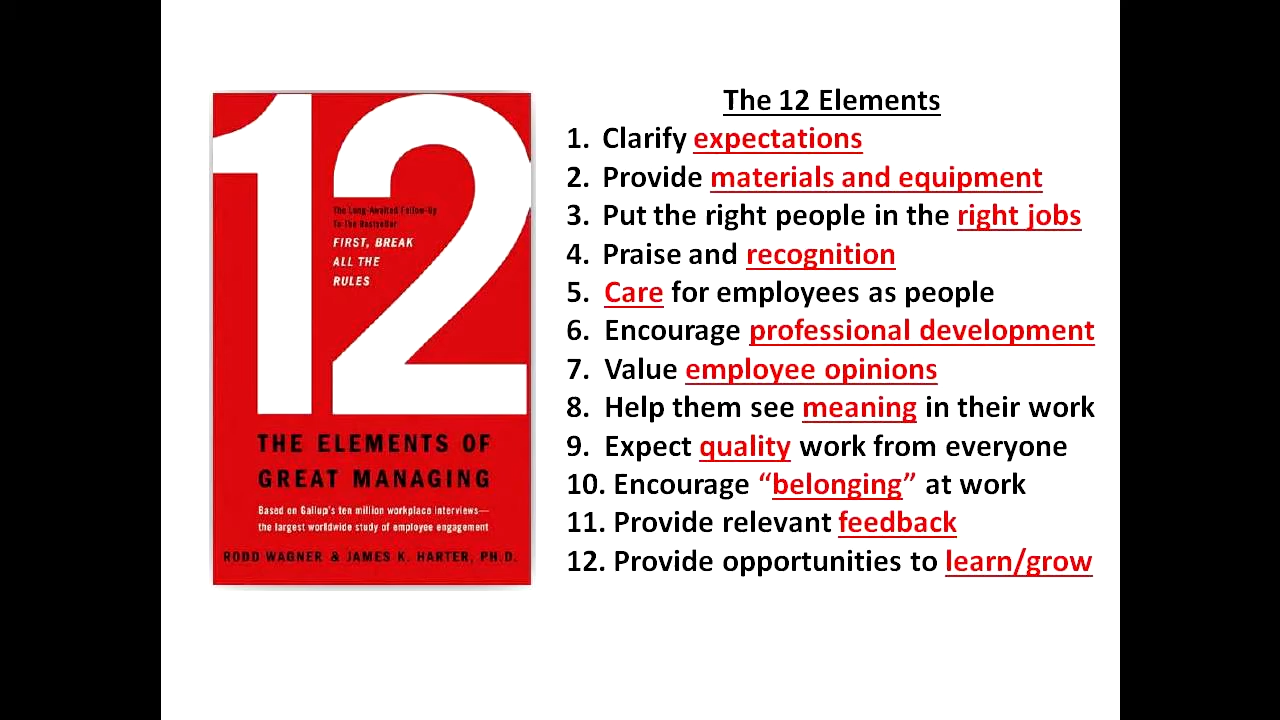 12
The Long-Awaited Follow-Up
To The Bestseller
FIRST, BREAK
ALL THE
RULES
THE ELEMENTS OF
GREAT MANAGING
Based on Gallup's ten million workplace interviews—
the largest worldwide study of employee engagement
RODD WAGNER & JAMES K. HARTER, PH.D.
The 12 Elements
1. Clarify expectations
2. Provide materials and equipment
3. Put the right people in the right jobs
4. Praise and recognition
5. Care for employees as people
6. Encourage professional development
7. Value employee opinions
8. Help them see meaning in their work
9. Expect quality work from everyone
10. Encourage “belonging” at work
11. Provide relevant feedback
12. Provide opportunities to learn/grow